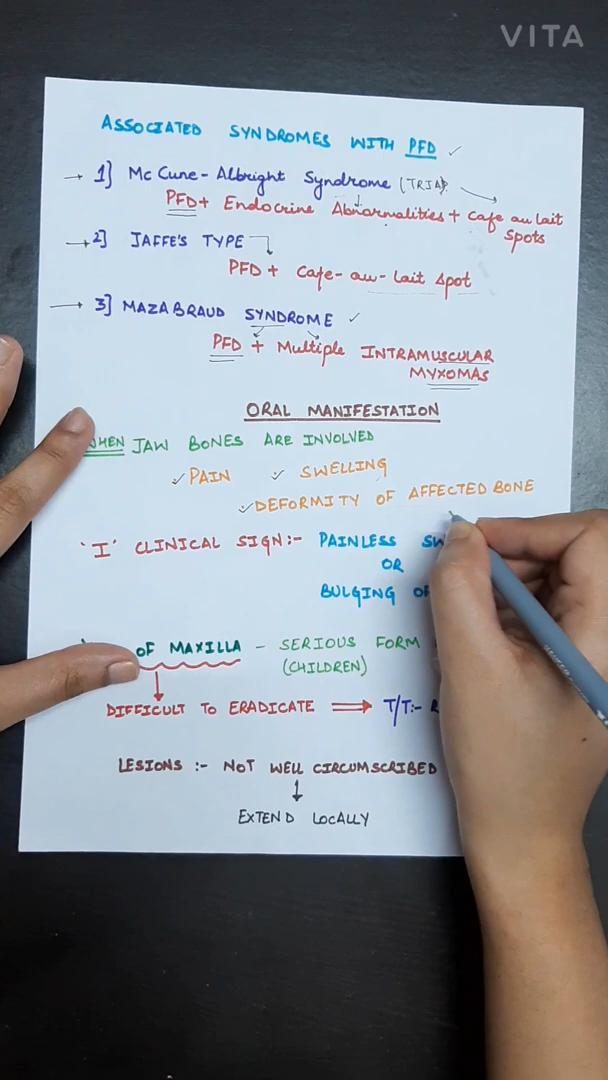 VITA
ASSOCIATED SYNDROMES WITH PFD
→ 1] Mc Cune-Albright Syndrome (TRIA
PFD + Endocrine Abnormalities + Cafe au lait
Spots
→ 2] JAFFE'S TYPE
PFD + Cafe-au-lait spot
→ 3] MAZABRAUD SYNDROME
PFD + Multiple INTRAMUSCULAR
MYXOMAS
ORAL MANIFESTATION
JAW BONES ARE INVOLVED
PAIN SWELLING
DEFORMITY OF AFFECTED BONE
'I' CLINICAL SIGN:- PAINLESS
OR
BULGING
OF MAXILLA - SERIOUS FORM
(CHILDREN)
DIFFICULT TO ERADICATE ⇒ T/T:-
LESIONS :- NOT WELL CIRCUMSCRIBED
↓
EXTEND LOCALLY